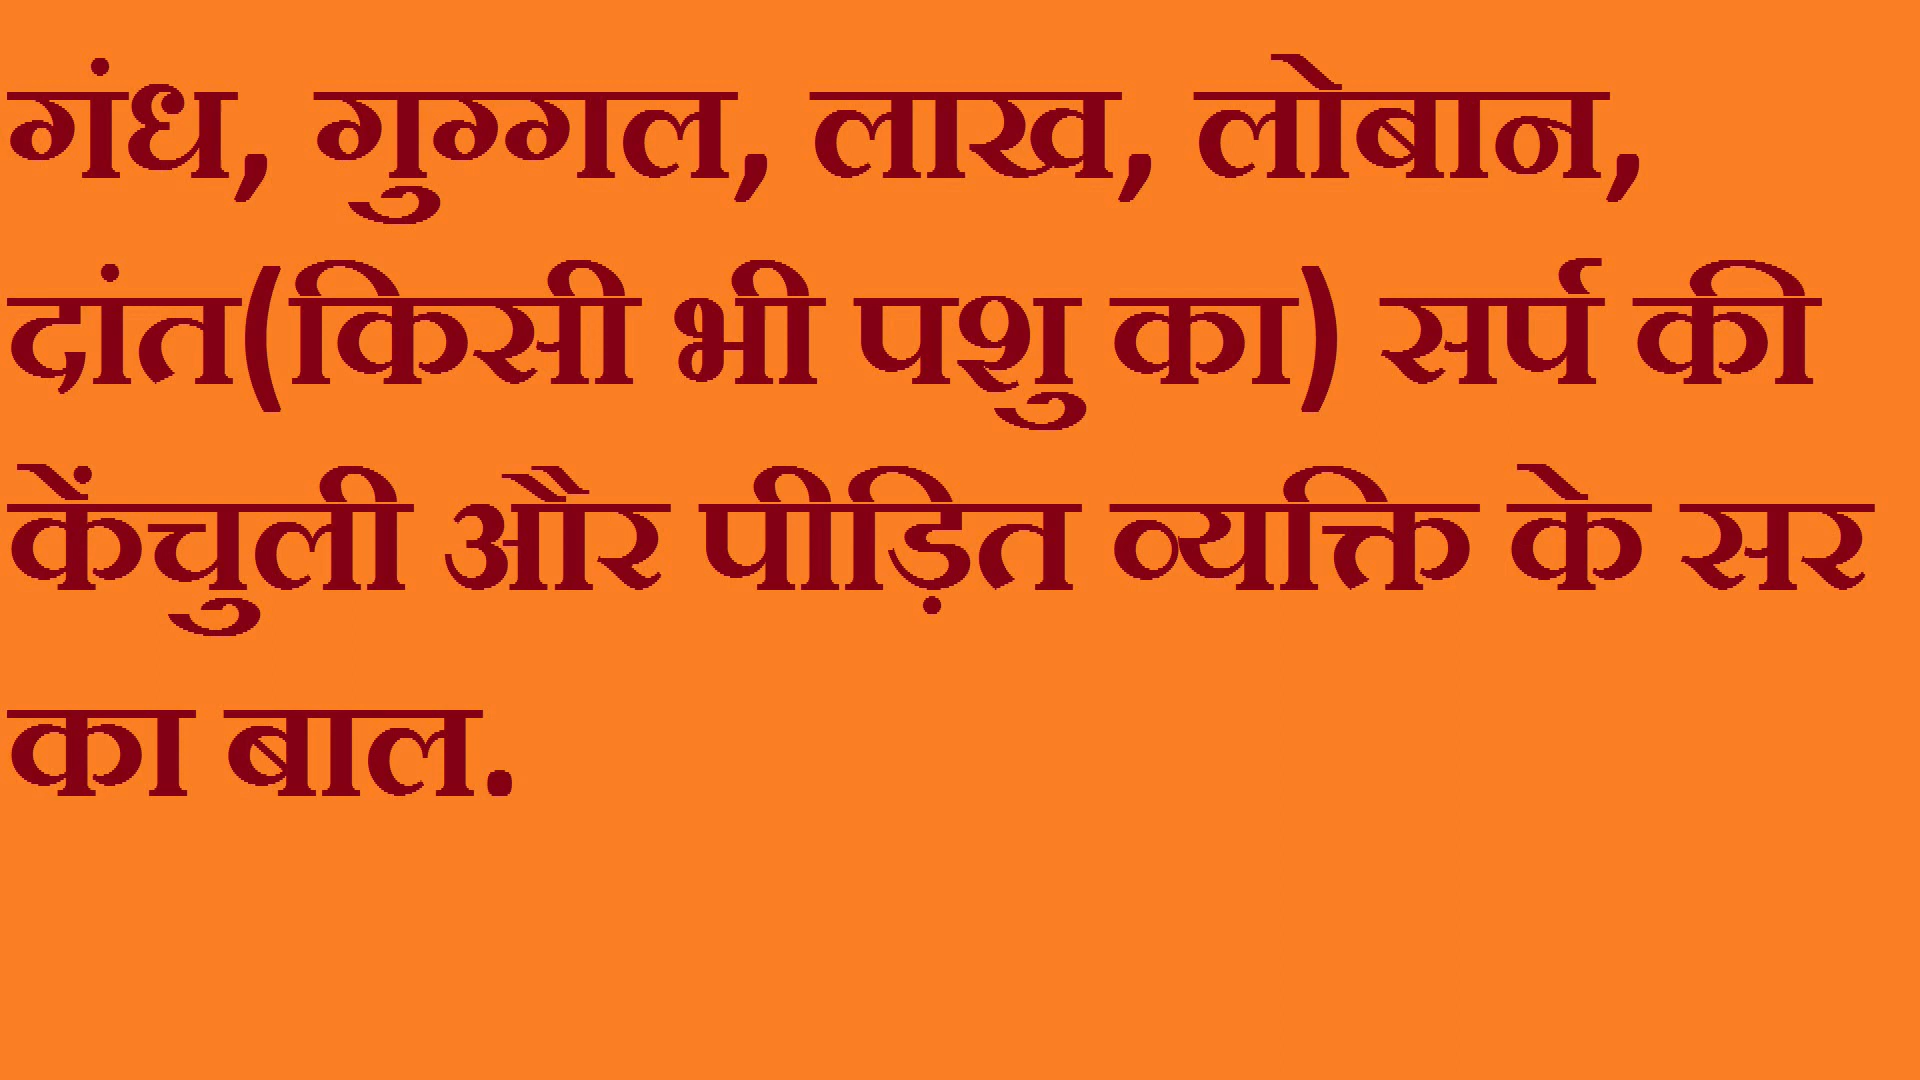 गंध, गुग्गल, लाख, लोबान,
दांत(किसी भी पशु का) सर्प की
केंचुली और पीड़ित व्यक्ति के सर
का बाल.